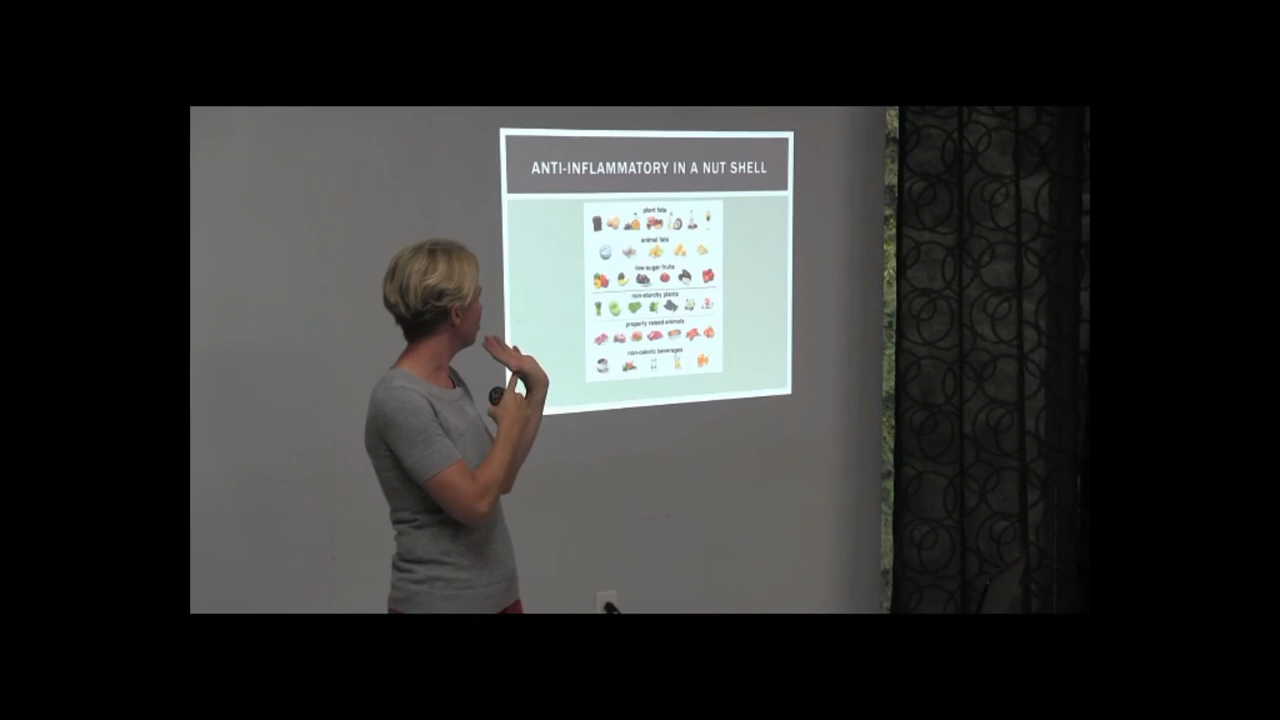 ANTI-INFLAMMATORY IN A NUT SHELL
plant fats
animal fats
low-sugar fruits
non-starchy plants
properly raised animals
non-caloric beverages